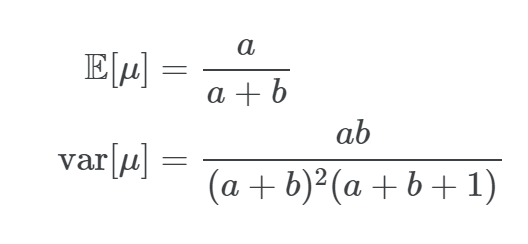 𝔼[μ] = a / (a + b)
var[μ] = ab / ((a + b)²(a + b + 1))